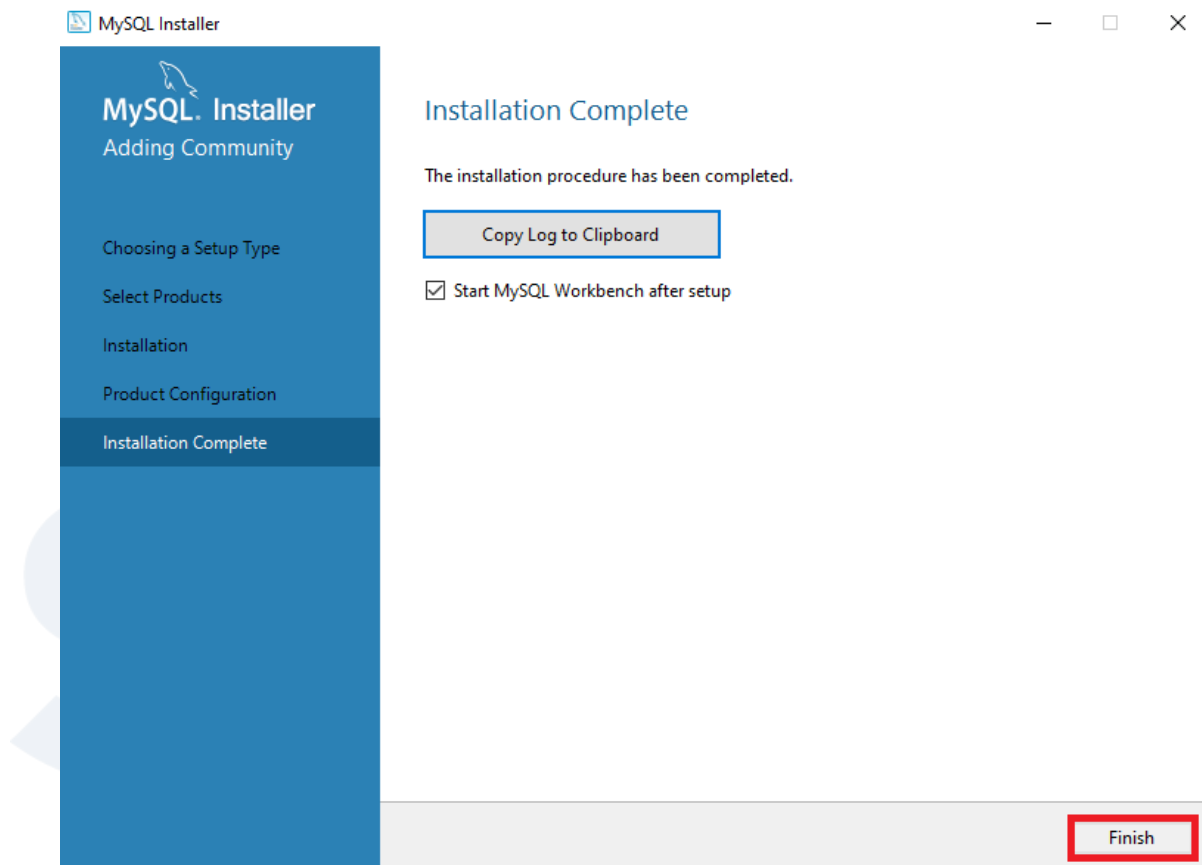 MySQL Installer
MySQL. Installer
Adding Community
Choosing a Setup Type
Select Products
Installation
Product Configuration
Installation Complete
Installation Complete
The installation procedure has been completed.
Copy Log to Clipboard
Start MySQL Workbench after setup
Finish